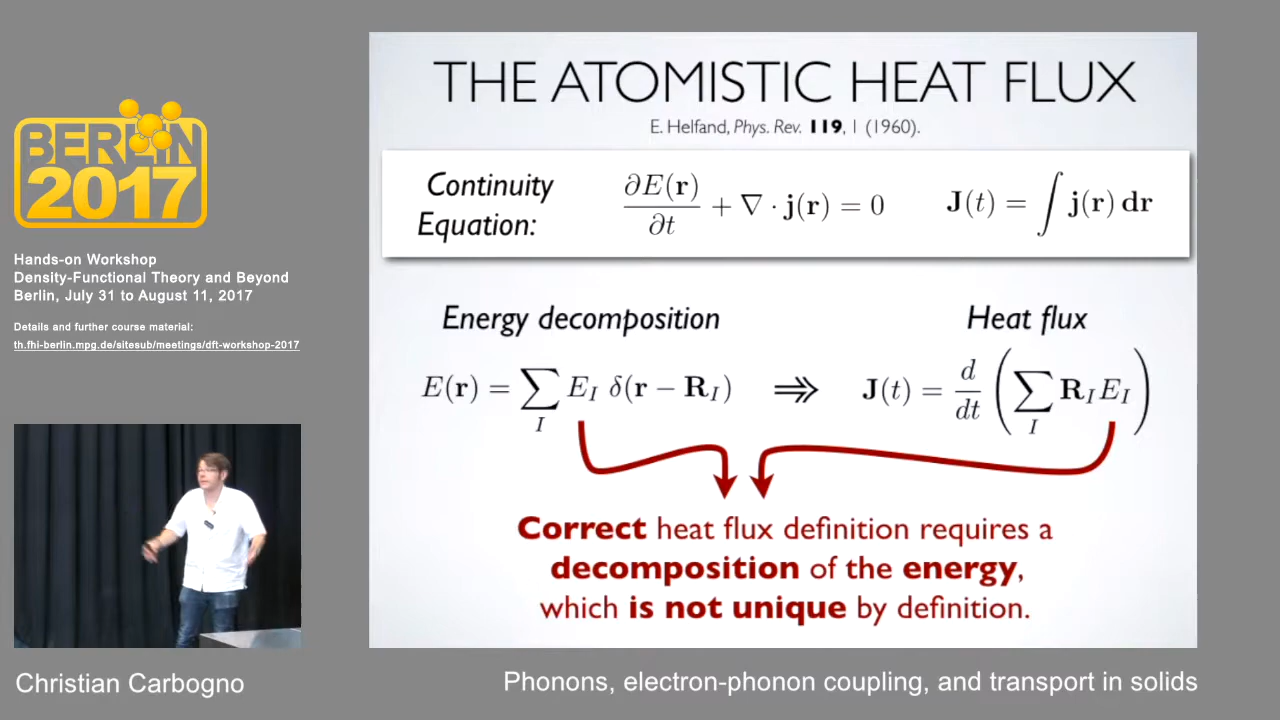 BERLIN
2017
Hands-on Workshop
Density-Functional Theory and Beyond
Berlin, July 31 to August 11, 2017
Details and further course material:
th.fhi-berlin.mpg.de/sitesub/meetings/dft-workshop-2017
THE ATOMISTIC HEAT FLUX
E. Helfand, Phys. Rev. 119, 1 (1960).
Continuity
Equation:
∂E(r)/∂t + ∇ · j(r) = 0
J(t) = ∫ j(r) dr
Energy decomposition
Heat flux
E(r) = ∑_I E_I δ(r − R_I) ⇒ J(t) = d/dt (∑_I R_I E_I)
Correct heat flux definition requires a
decomposition of the energy,
which is not unique by definition.
Christian Carbogno
Phonons, electron-phonon coupling, and transport in solids